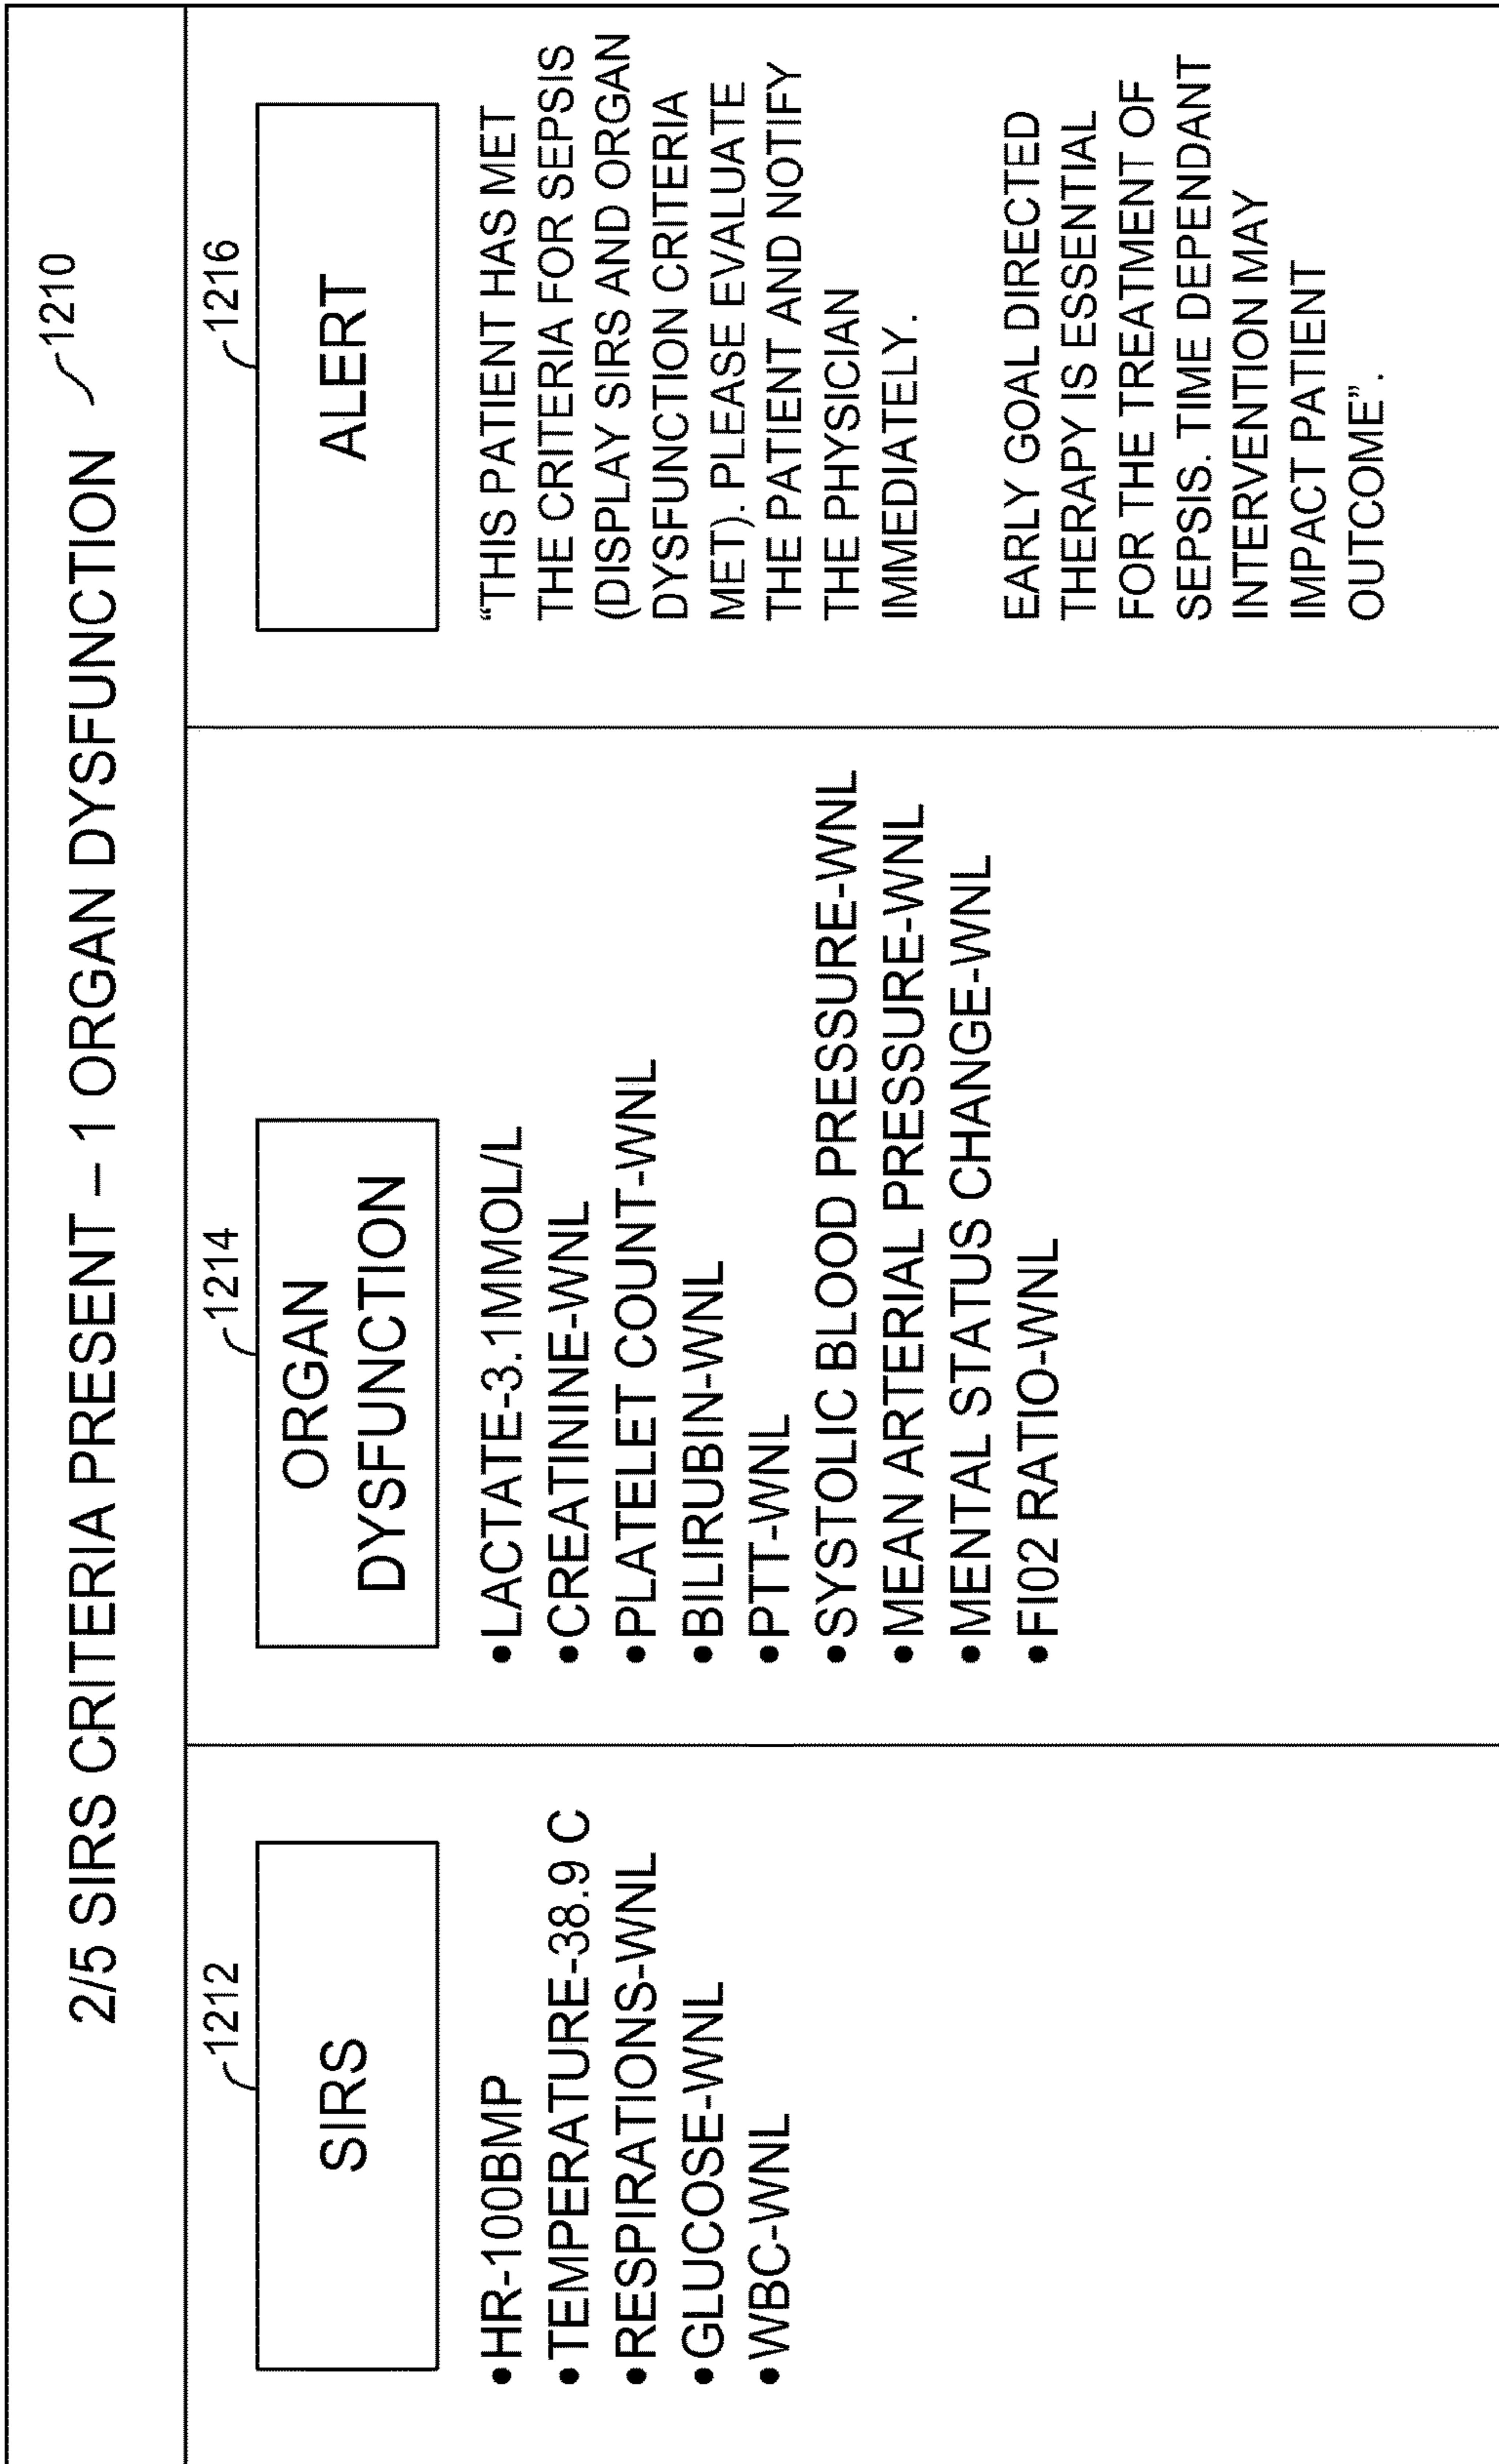 2/5 SIRS CRITERIA PRESENT – 1 ORGAN DYSFUNCTION 1210
1212
SIRS
•HR-100BMP
•TEMPERATURE-38.9 C
•RESPIRATIONS-WNL
•GLUCOSE-WNL
•WBC-WNL
1214
ORGAN
DYSFUNCTION
•LACTATE-3.1MMOL/L
•CREATININE-WNL
•PLATELET COUNT-WNL
•BILIRUBIN-WNL
•PTT-WNL
•SYSTOLIC BLOOD PRESSURE-WNL
•MEAN ARTERIAL PRESSURE-WNL
•MENTAL STATUS CHANGE-WNL
•FI02 RATIO-WNL
1216
ALERT
“THIS PATIENT HAS MET
THE CRITERIA FOR SEPSIS
(DISPLAY SIRS AND ORGAN
DYSFUNCTION CRITERIA
MET). PLEASE EVALUATE
THE PATIENT AND NOTIFY
THE PHYSICIAN
IMMEDIATELY.
EARLY GOAL DIRECTED
THERAPY IS ESSENTIAL
FOR THE TREATMENT OF
SEPSIS. TIME DEPENDANT
INTERVENTION MAY
IMPACT PATIENT
OUTCOME”.